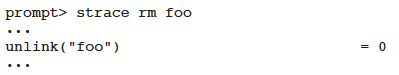 prompt> strace rm foo
...
unlink("foo") = 0
...